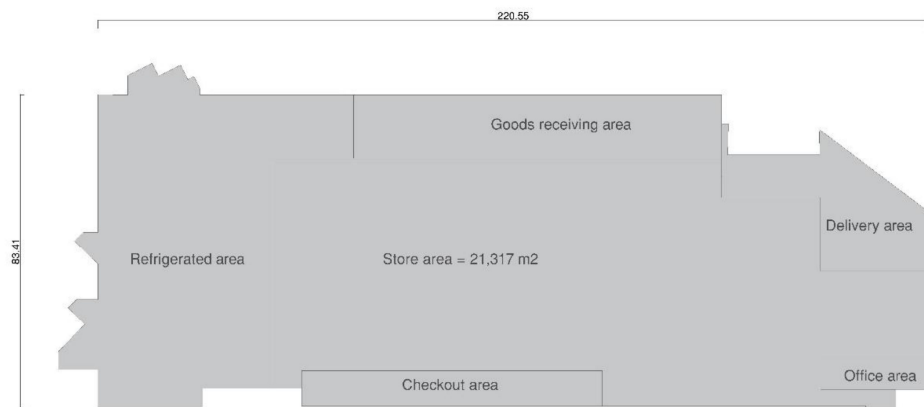 220.55
Goods receiving area
Delivery area
83.41
Refrigerated area
Store area = 21,317 m2
Office area
Checkout area